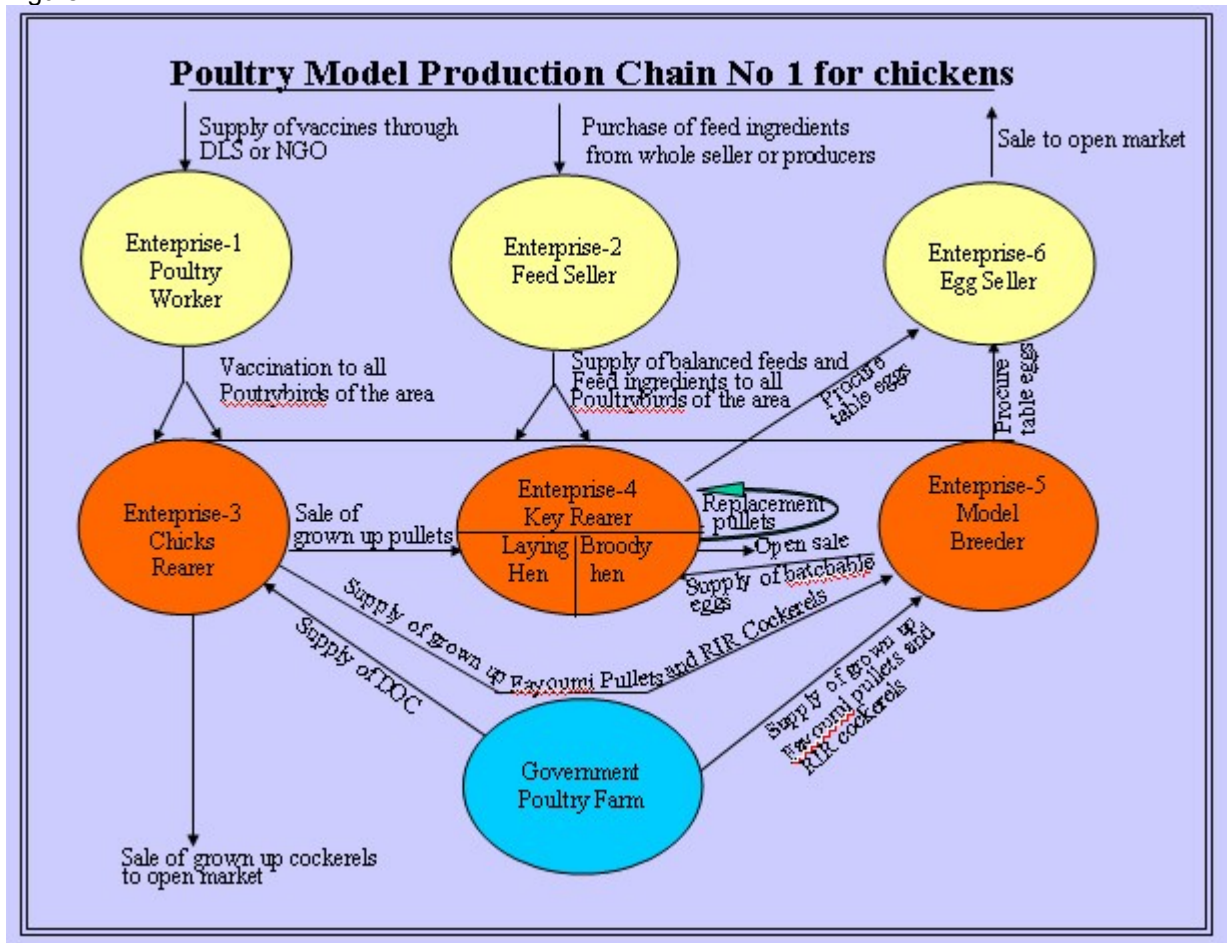 Poultry Model Production Chain No 1 for chickens
Supply of vaccines through
DLS or NGO
Purchase of feed ingredients
from whole seller or producers
Sale to open market
Enterprise-1
Poultry
Worker
Enterprise-2
Feed Seller
Enterprise-6
Egg Seller
Vaccination to all
Poutrybirds of the area
Supply of balanced feeds and
Feed ingredients to all
Poultrybirds of the area
Procure
table eggs
Procure
table eggs
Enterprise-3
Chicks
Rearer
Sale of
grown up pullets
Enterprise-4
Key Rearer
Laying
Hen
Broody
hen
Replacement
pullets
Open sale
Supply of batchable
eggs
Enterprise-5
Model
Breeder
Supply of grown up Fayoumi Pullets and RIR Cockerels
Supply of DOC
Supply of grown up
Fayoumi pullets and
RIR cockerels
Government
Poultry Farm
Sale of grown up cockerels
to open market